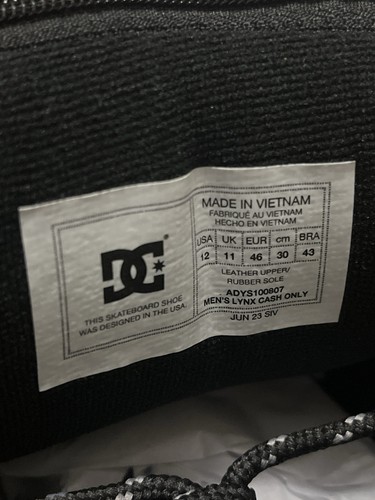 DC
THIS SKATEBOARD SHOE
WAS DESIGNED IN THE USA.
MADE IN VIETNAM
FABRIQUÉ AU VIETNAM
HECHO EN VIETNAM
USA UK EUR cm BRA
12 11 46 30 43
LEATHER UPPER/
RUBBER SOLE
ADYS100807
MEN'S LYNX CASH ONLY
JUN 23 SIV